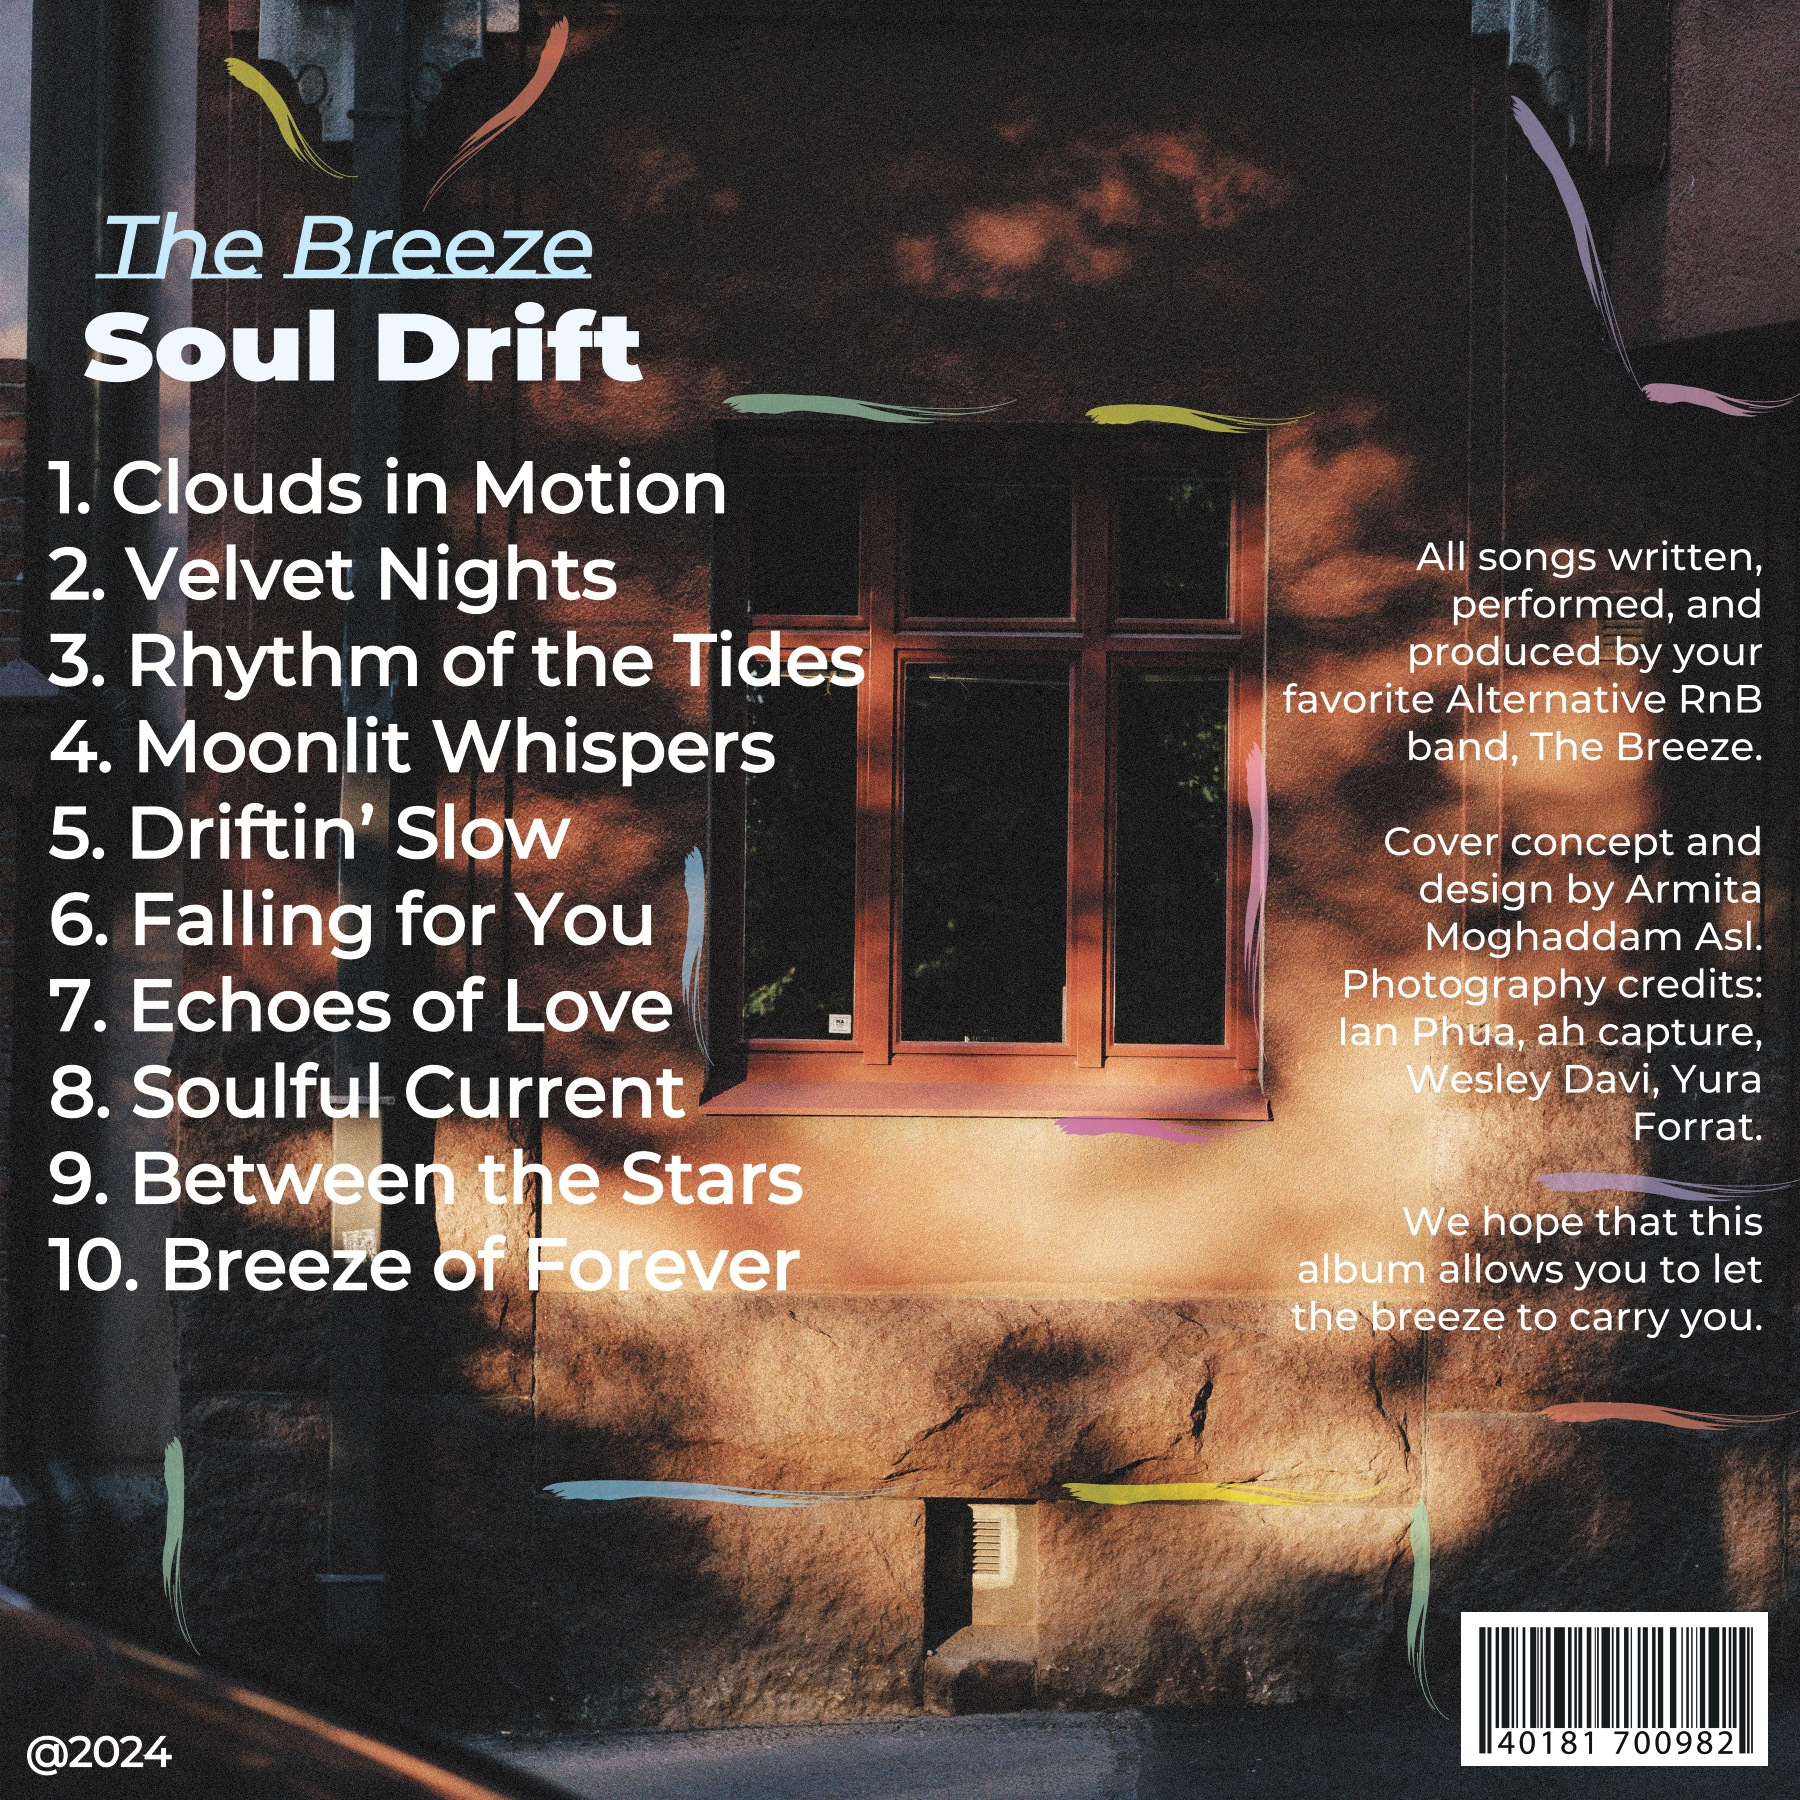 The Breeze
Soul Drift
1. Clouds in Motion
2. Velvet Nights
3. Rhythm of the Tides
4. Moonlit Whispers
5. Driftin’ Slow
6. Falling for You
7. Echoes of Love
8. Soulful Current
9. Between the Stars
10. Breeze of Forever
All songs written,
performed, and
produced by your
favorite Alternative RnB
band, The Breeze.
Cover concept and
design by Armita
Moghaddam Asl.
Photography credits:
Ian Phua, ah capture,
Wesley Davi, Yura
Forrat.
We hope that this
album allows you to let
the breeze to carry you.
@2024
40181 700982